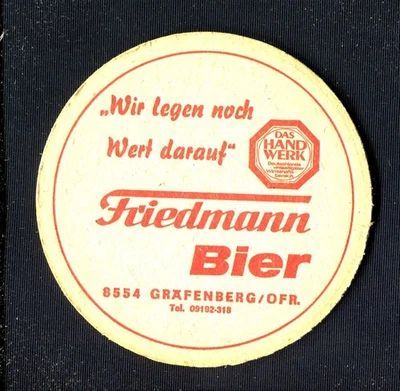 „Wir legen noch
Wert darauf“
DAS
HAND
WERK
Friedmann
Bier
8554 GRÄFENBERG/OFR.
Tel. 09192-318